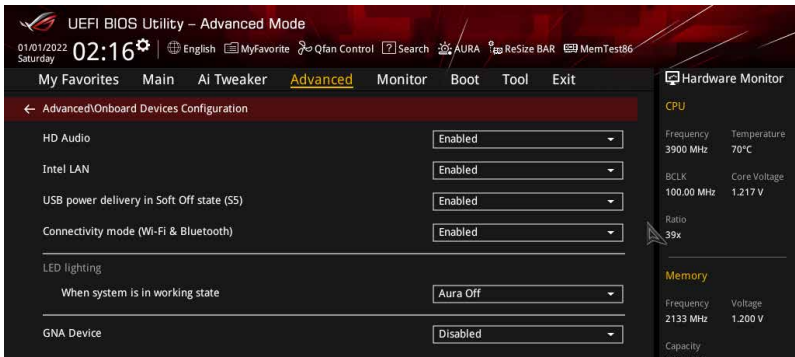 UEFI BIOS Utility – Advanced Mode
01/01/2022
Saturday
02:16
English
MyFavorite
Qfan Control
? Search
AURA
ReSize BAR
MemTest86
My Favorites
Main
Ai Tweaker
Advanced
Monitor
Boot
Tool
Exit
Hardware Monitor
← Advanced\Onboard Devices Configuration
HD Audio Enabled
Intel LAN Enabled
USB power delivery in Soft Off state (S5) Enabled
Connectivity mode (Wi-Fi & Bluetooth) Enabled
LED lighting
When system is in working state Aura Off
GNA Device Disabled
CPU
Frequency Temperature
3900 MHz 70°C
BCLK Core Voltage
100.00 MHz 1.217 V
Ratio
39x
Memory
Frequency Voltage
2133 MHz 1.200 V
Capacity